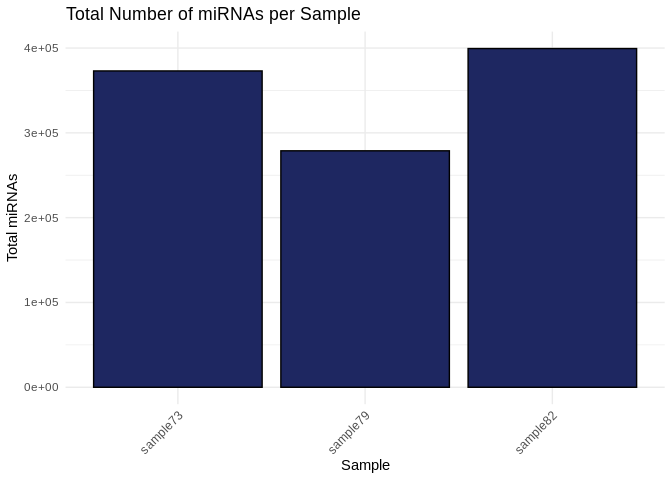 Total Number of miRNAs per Sample
Total miRNAs
4e+05
3e+05
2e+05
1e+05
0e+00
sample73
sample79
sample82
Sample